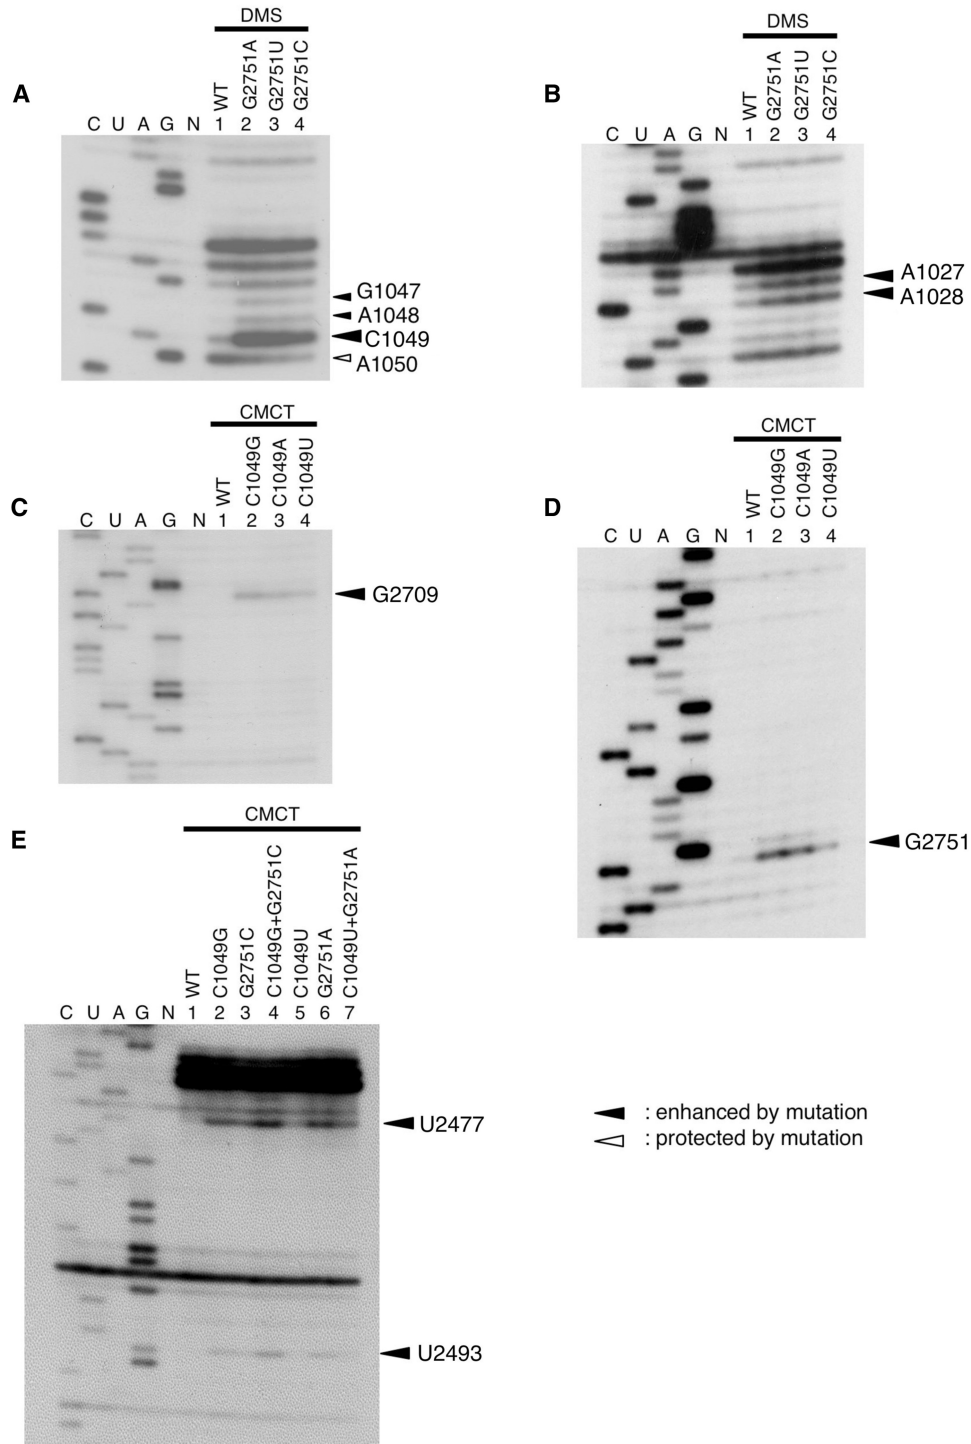 A
DMS
WT
G2751A
G2751U
G2751C
C U A G N 1 2 3 4
G1047
A1048
C1049
A1050
B
DMS
WT
G2751A
G2751U
G2751C
C U A G N 1 2 3 4
A1027
A1028
C
CMCT
WT
C1049G
C1049A
C1049U
C U A G N 1 2 3 4
G2709
D
CMCT
WT
C1049G
C1049A
C1049U
C U A G N 1 2 3 4
G2751
E
CMCT
WT
C1049G
G2751C
C1049G+G2751C
C1049U
G2751A
C1049U+G2751A
C U A G N 1 2 3 4 5 6 7
U2477
U2493
: enhanced by mutation
: protected by mutation